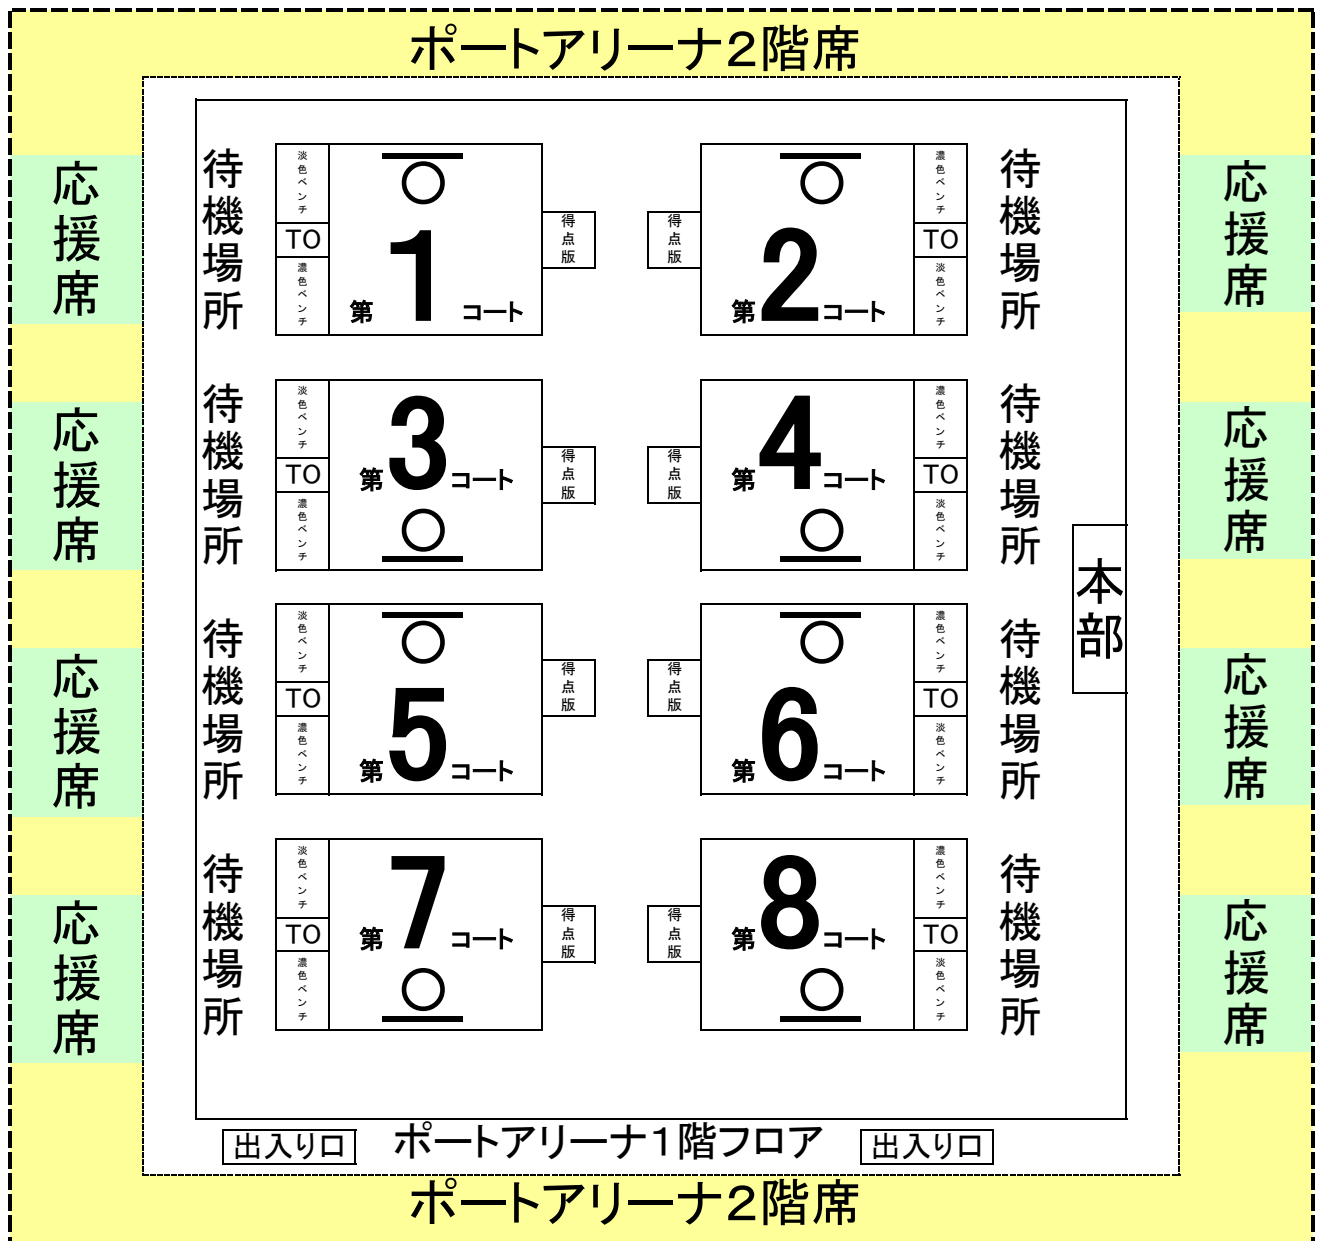 ポートアリーナ２階席
応援席
待機場所
淡色ベンチ
TO
濃色ベンチ
第1コート
得点版
得点版
第2コート
濃色ベンチ
TO
淡色ベンチ
待機場所
応援席
応援席
待機場所
淡色ベンチ
TO
濃色ベンチ
第3コート
得点版
得点版
第4コート
濃色ベンチ
TO
淡色ベンチ
待機場所
応援席
本部
応援席
待機場所
淡色ベンチ
TO
濃色ベンチ
第5コート
得点版
得点版
第6コート
濃色ベンチ
TO
淡色ベンチ
待機場所
応援席
応援席
待機場所
淡色ベンチ
TO
濃色ベンチ
第7コート
得点版
得点版
第8コート
濃色ベンチ
TO
淡色ベンチ
待機場所
応援席
出入り口
ポートアリーナ１階フロア
出入り口
ポートアリーナ２階席